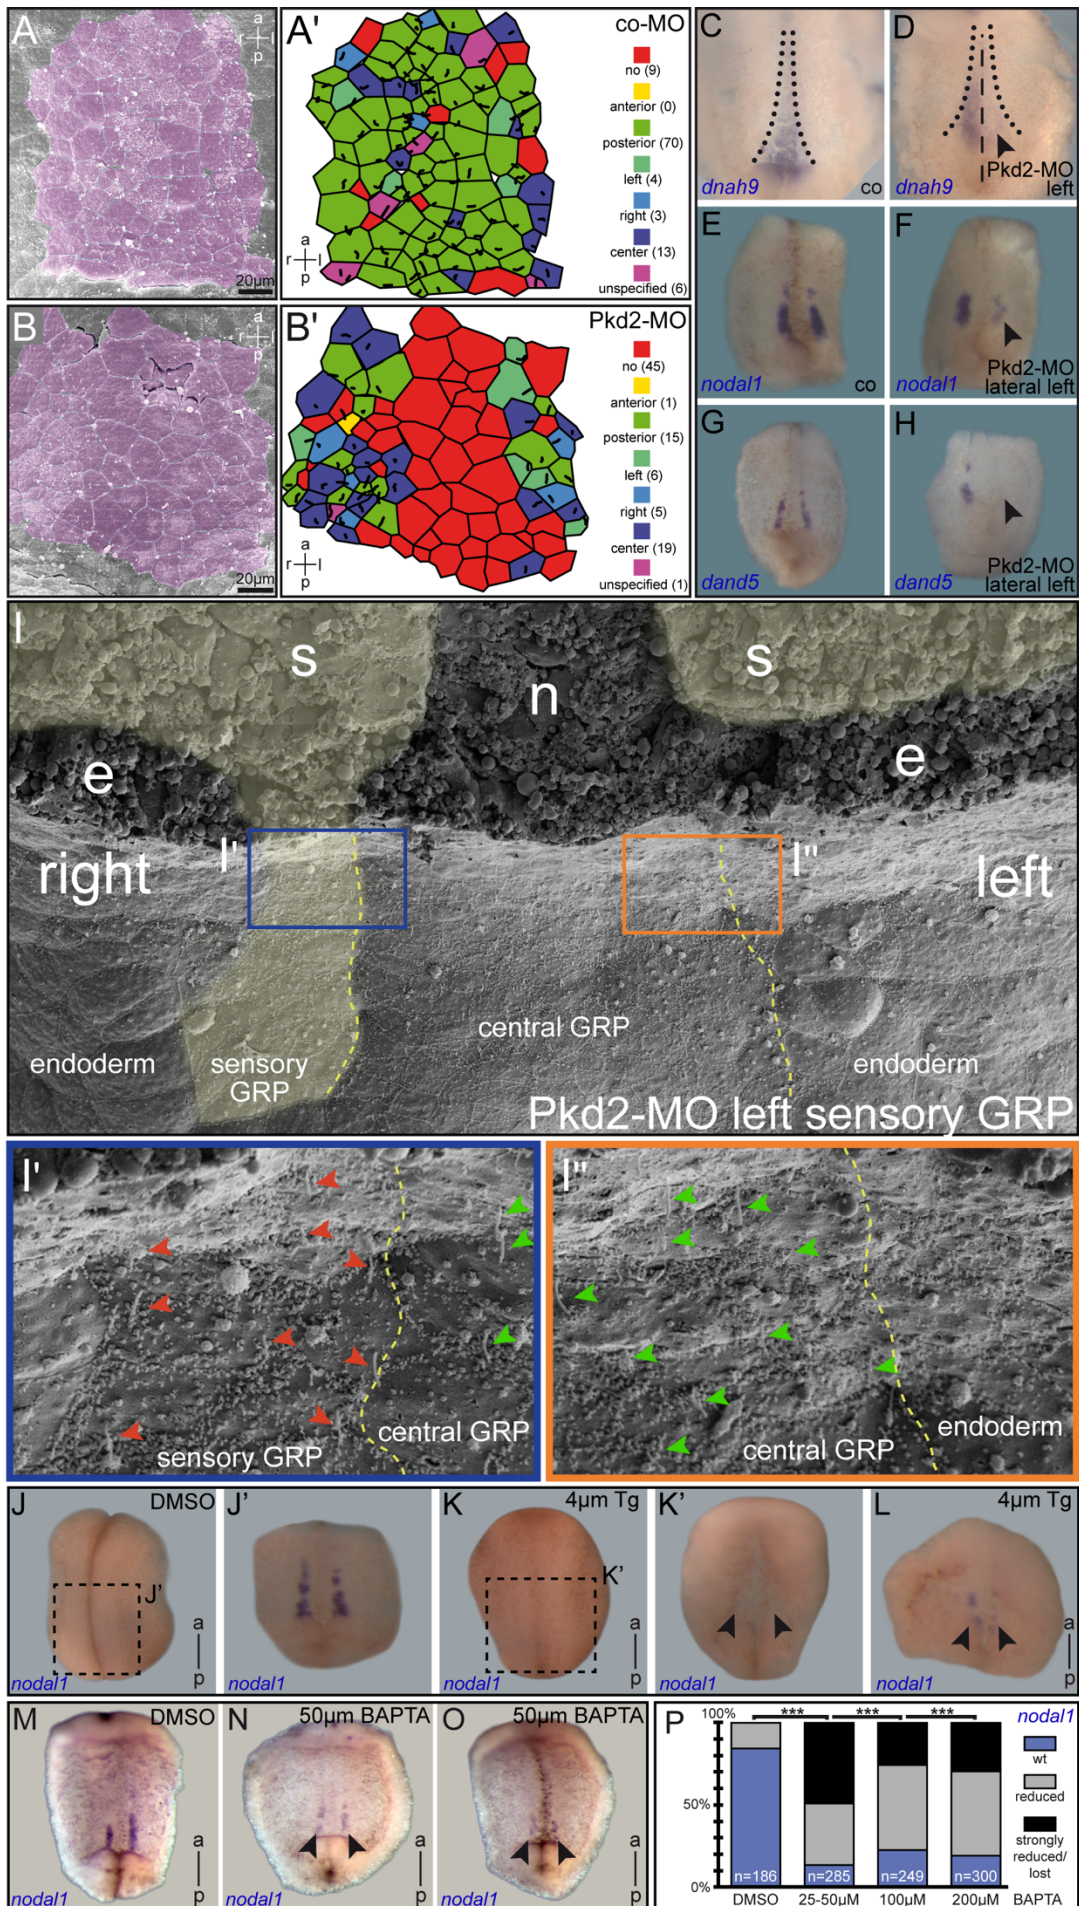 A
a
r l
p
20µm
A'
co-MO
no (9)
anterior (0)
posterior (70)
left (4)
right (3)
center (13)
unspecified (6)
a
r l
p
B
a
r l
p
20µm
B'
Pkd2-MO
no (45)
anterior (1)
posterior (15)
left (6)
right (5)
center (19)
unspecified (1)
a
r l
p
C
dnah9
co
D
Pkd2-MO
dnah9
left
E
nodal1
co
F
Pkd2-MO
nodal1
lateral left
G
dand5
H
Pkd2-MO
dand5
lateral left
I
s
n
s
e
e
right
I'
I"
left
endoderm
sensory
GRP
central GRP
endoderm
Pkd2-MO left sensory GRP
I'
sensory GRP
central GRP
I"
central GRP
endoderm
J
DMSO
J'
a
p
nodal1
J'
K
4µm Tg
K'
a
p
nodal1
K'
L
4µm Tg
a
p
nodal1
M
DMSO
a
p
nodal1
N
50µm BAPTA
a
p
O
50µm BAPTA
a
p
P
100%
50%
0%
***
***
***
nodal1
wt
reduced
strongly
reduced/
lost
n=186
n=285
n=249
n=300
DMSO
25-50µM
100µM
200µM
BAPTA